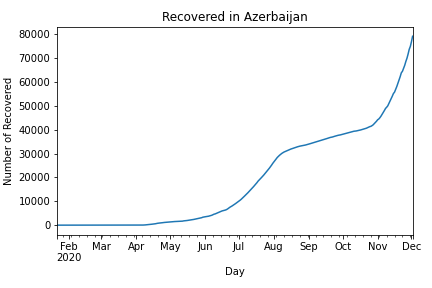 Recovered in Azerbaijan
Number of Recovered
80000
70000
60000
50000
40000
30000
20000
10000
0
Feb Mar Apr May Jun Jul Aug Sep Oct Nov Dec
2020
Day